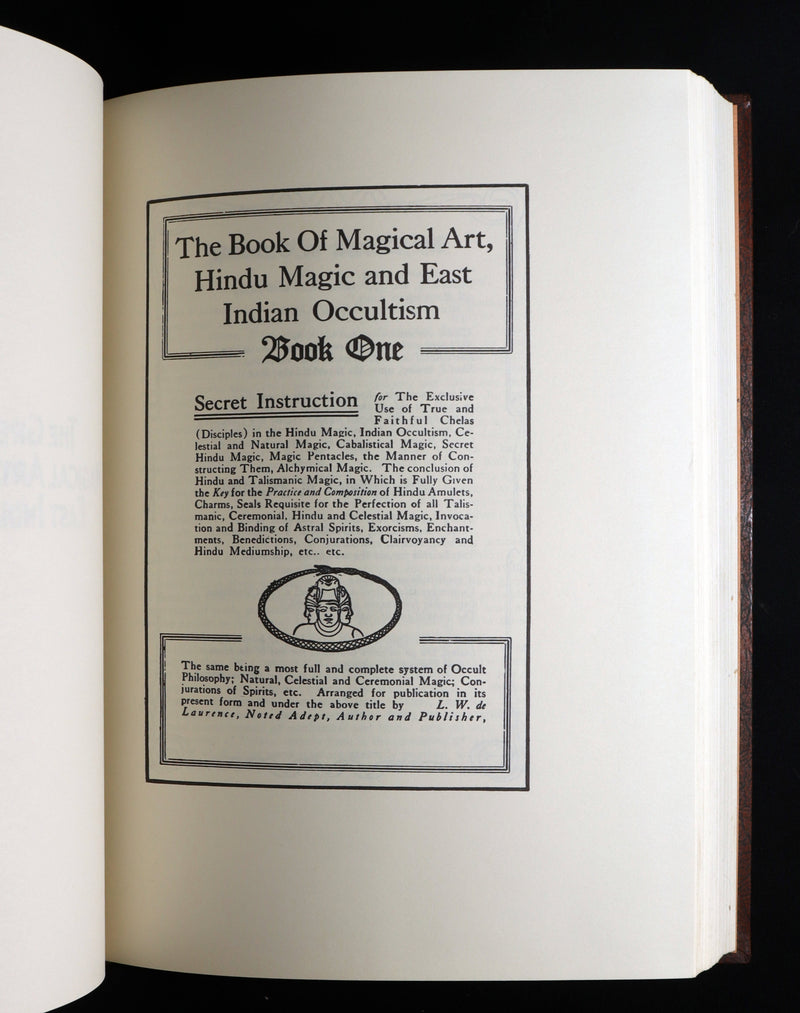 The Book Of Magical Art,
Hindu Magic and East
Indian Occultism
Book One
Secret Instruction for The Exclusive
Use of True and
Faithful Chelas
(Disciples) in the Hindu Magic, Indian Occultism, Ce-
lestial and Natural Magic, Cabalistical Magic, Secret
Hindu Magic, Magic Pentacles, the Manner of Con-
structing Them, Alchymical Magic. The conclusion of
Hindu and Talismanic Magic, in Which is Fully Given
the Key for the Practice and Composition of Hindu Amulets,
Charms, Seals Requisite for the Perfection of all Talis-
manic, Ceremonial, Hindu and Celestial Magic, Invoca-
tion and Binding of Astral Spirits, Exorcisms, Enchant-
ments, Benedictions, Conjurations, Clairvoyancy and
Hindu Mediumship, etc.. etc.
The same being a most full and complete system of Occult
Philosophy; Natural, Celestial and Ceremonial Magic; Con-
jurations of Spirits, etc. Arranged for publication in its
present form and under the above title by L. W. de
Laurence, Noted Adept, Author and Publisher,